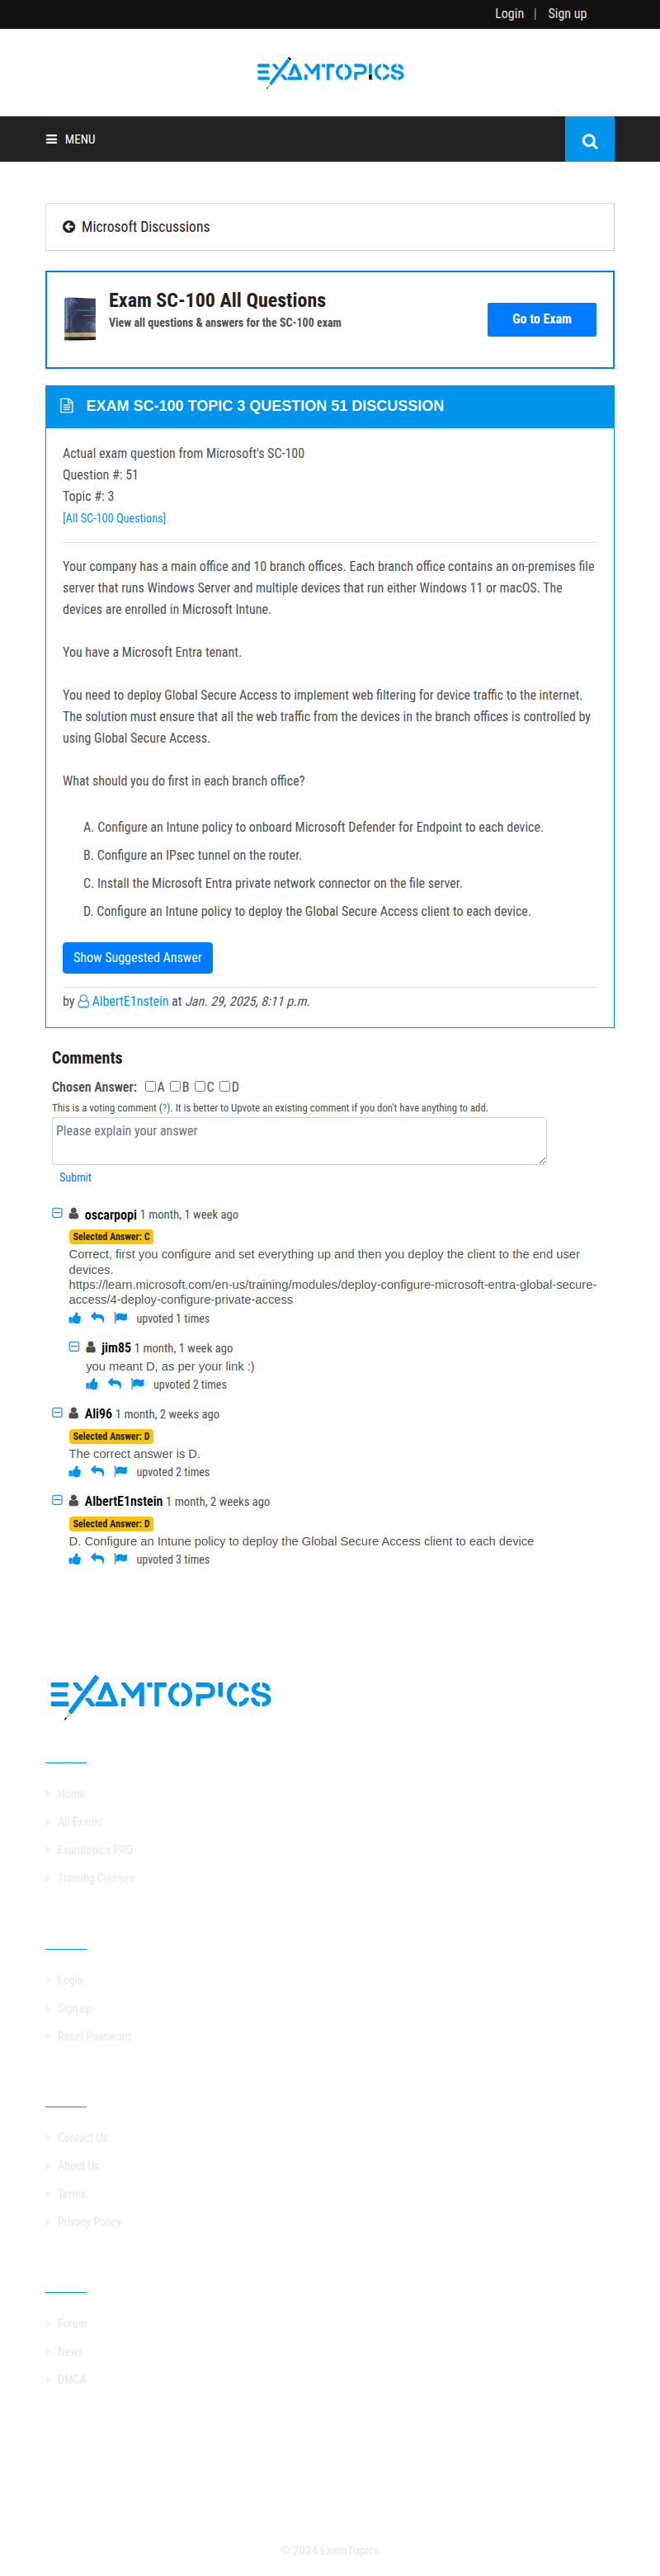 Login | Sign up
EXAMTOPICS
MENU
Microsoft Discussions
Exam SC-100 All Questions
View all questions & answers for the SC-100 exam
Go to Exam
EXAM SC-100 TOPIC 3 QUESTION 51 DISCUSSION
Actual exam question from Microsoft's SC-100
Question #: 51
Topic #: 3
[All SC-100 Questions]
Your company has a main office and 10 branch offices. Each branch office contains an on-premises file
server that runs Windows Server and multiple devices that run either Windows 11 or macOS. The
devices are enrolled in Microsoft Intune.
You have a Microsoft Entra tenant.
You need to deploy Global Secure Access to implement web filtering for device traffic to the internet.
The solution must ensure that all the web traffic from the devices in the branch offices is controlled by
using Global Secure Access.
What should you do first in each branch office?
A. Configure an Intune policy to onboard Microsoft Defender for Endpoint to each device.
B. Configure an IPsec tunnel on the router.
C. Install the Microsoft Entra private network connector on the file server.
D. Configure an Intune policy to deploy the Global Secure Access client to each device.
Show Suggested Answer
by AlbertE1nstein at Jan. 29, 2025, 8:11 p.m.
Comments
Chosen Answer: A B C D
This is a voting comment (?). It is better to Upvote an existing comment if you don't have anything to add.
Please explain your answer
Submit
oscarpopi 1 month, 1 week ago
Selected Answer: C
Correct, first you configure and set everything up and then you deploy the client to the end user
devices.
https://learn.microsoft.com/en-us/training/modules/deploy-configure-microsoft-entra-global-secure-
access/4-deploy-configure-private-access
upvoted 1 times
jim85 1 month, 1 week ago
you meant D, as per your link :)
upvoted 2 times
Ali96 1 month, 2 weeks ago
Selected Answer: D
The correct answer is D.
upvoted 2 times
AlbertE1nstein 1 month, 2 weeks ago
Selected Answer: D
D. Configure an Intune policy to deploy the Global Secure Access client to each device
upvoted 3 times
EXAMTOPICS
Home
All Exams
Examtopics PRO
Training Courses
Login
Sign up
Reset Password
Contact Us
About Us
Terms
Privacy Policy
Forum
News
DMCA
© 2024 ExamTopics